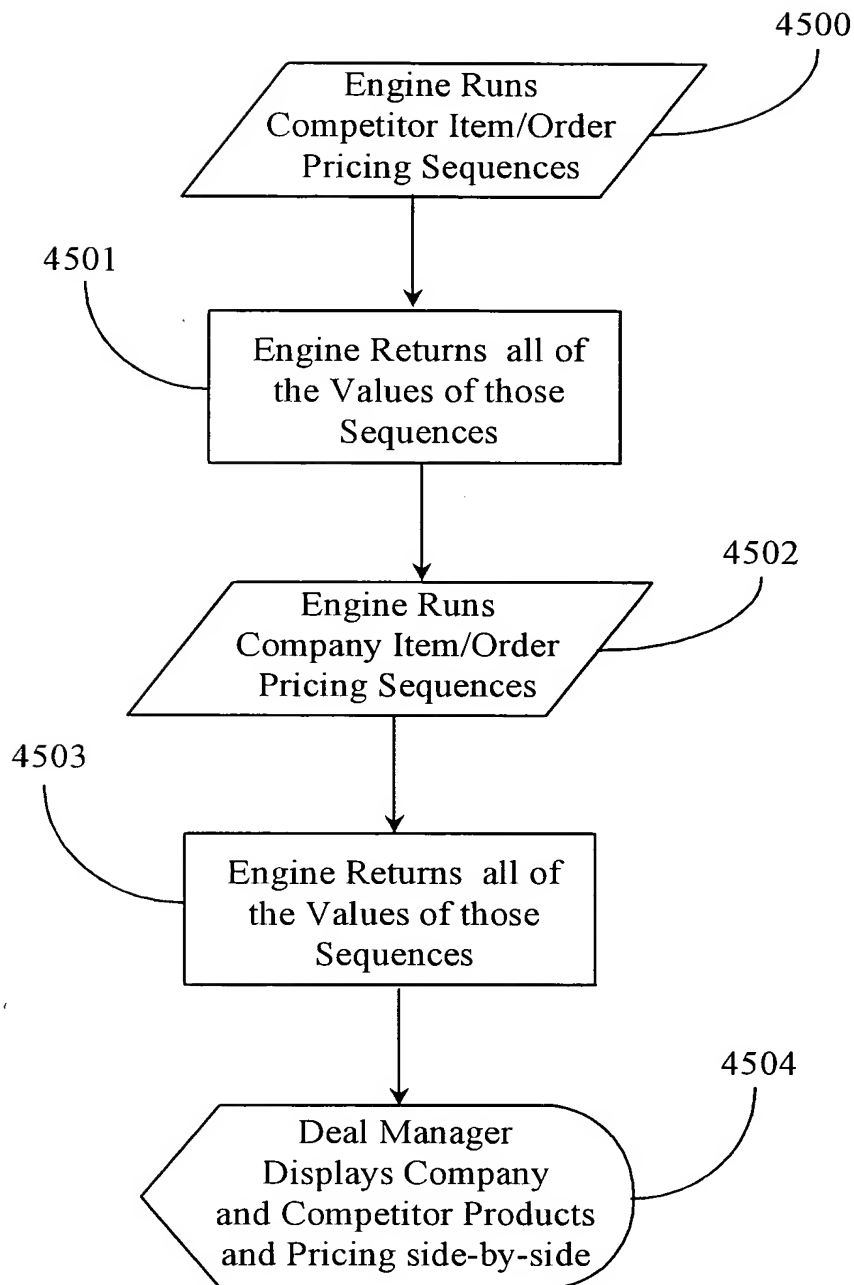 4500
Engine Runs
Competitor Item/Order
Pricing Sequences
4501
Engine Returns all of
the Values of those
Sequences
4502
Engine Runs
Company Item/Order
Pricing Sequences
4503
Engine Returns all of
the Values of those
Sequences
4504
Deal Manager
Displays Company
and Competitor Products
and Pricing side-by-side